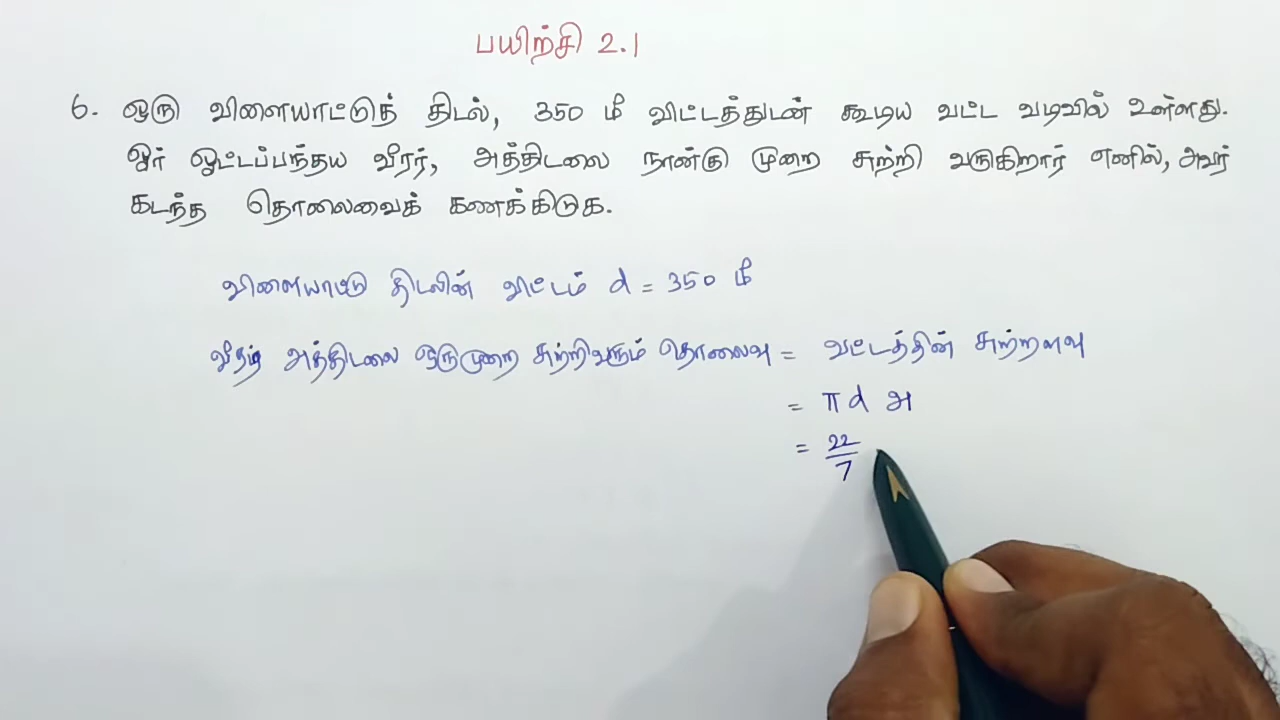 பயிற்சி 2.1
6. ஒரு விளையாட்டுத் திடல், 350 மீ விட்டத்துடன் கூடிய வட்ட வடிவில் உள்ளது.
ஓர் ஓட்டப்பந்தய வீரர், அத்திடலை நான்கு முறை சுற்றி வருகிறார் எனில், அவர்
கடந்த தொலைவைக் கணக்கிடுக.
விளையாட்டு திடலின் விட்டம் d = 350 மீ
வீரர் அத்திடலை ஒருமுறை சுற்றிவரும் தொலைவு = வட்டத்தின் சுற்றளவு
= π d அ
= 22/7